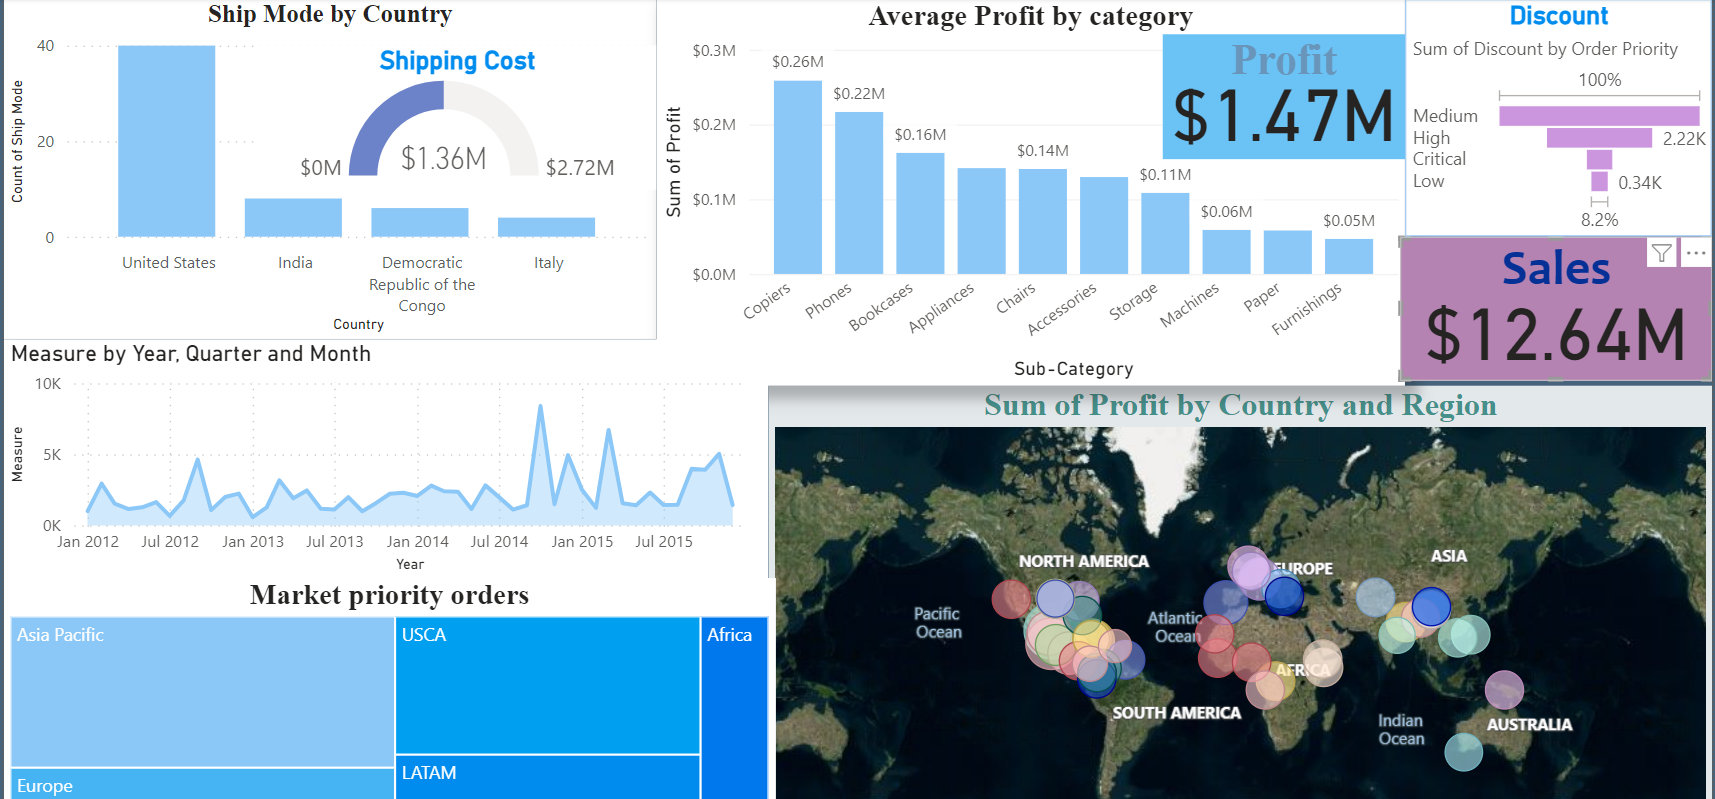 Ship Mode by Country
Count of Ship Mode
40
20
0
Shipping Cost
$0M
$1.36M
$2.72M
United States
India
Democratic
Republic of the
Congo
Italy
Country
Average Profit by category
Sum of Profit
$0.3M
$0.2M
$0.1M
$0.0M
$0.26M
$0.22M
$0.16M
$0.14M
$0.11M
$0.06M
$0.05M
Copiers
Phones
Bookcases
Appliances
Chairs
Accessories
Storage
Machines
Paper
Furnishings
Sub-Category
Profit
$1.47M
Discount
Sum of Discount by Order Priority
100%
Medium
High
2.22K
Critical
Low
0.34K
8.2%
Sales
$12.64M
Measure by Year, Quarter and Month
Measure
10K
5K
0K
Jan 2012
Jul 2012
Jan 2013
Jul 2013
Jan 2014
Jul 2014
Jan 2015
Jul 2015
Year
Market priority orders
Asia Pacific
Europe
USCA
LATAM
Africa
Sum of Profit by Country and Region
NORTH AMERICA
EUROPE
ASIA
Pacific
Ocean
Atlantic
Ocean
AFRICA
SOUTH AMERICA
Indian
Ocean
AUSTRALIA